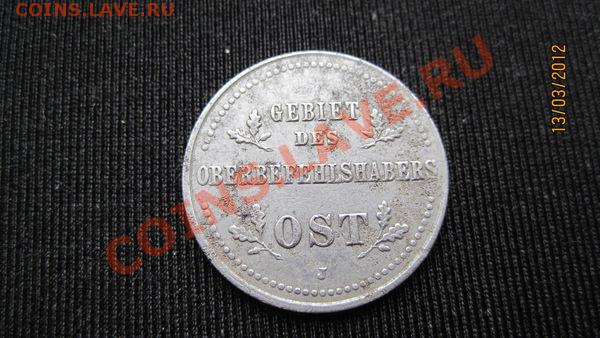 COINS.LAVE.RU
GEBIET
DES
OBERBEFEHLSHABERS
OST
J
COINS.LAVE.RU
13/03/2012